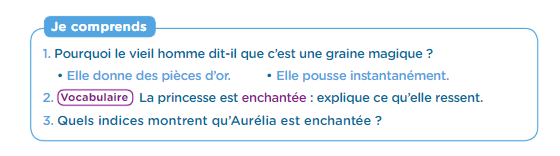 Je comprends
1. Pourquoi le vieil homme dit-il que c'est une graine magique ?
• Elle donne des pièces d'or. • Elle pousse instantanément.
2. Vocabulaire La princesse est enchantée : explique ce qu'elle ressent.
3. Quels indices montrent qu'Aurélia est enchantée ?